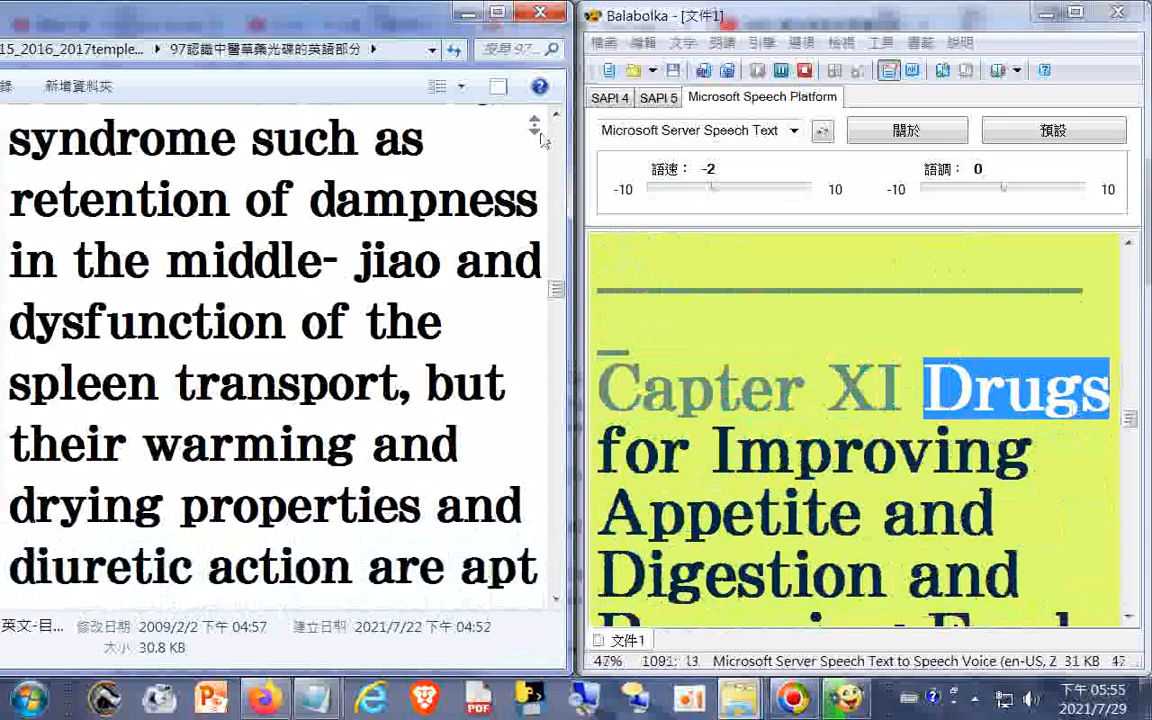 15_2016_2017temple...
97認識中醫草藥光碟的英語部分
搜尋 97...
錄
新增資料夾
syndrome such as
retention of dampness
in the middle- jiao and
dysfunction of the
spleen transport, but
their warming and
drying properties and
diuretic action are apt
英文-目...
修改日期 2009/2/2 下午 04:57
建立日期 2021/7/22 下午 04:52
大小 30.8 KB
Balabolka - [文件1]
檔案 編輯 文字 朗讀 引擎 選項 檢視 工具 書籤 說明
SAPI 4 SAPI 5 Microsoft Speech Platform
Microsoft Server Speech Text
關於
預設
語速: -2
語調: 0
-10 10 -10 10
Capter XI Drugs
for Improving
Appetite and
Digestion and
文件1
47% 1091: 13 Microsoft Server Speech Text to Speech Voice (en-US, Z 31 KB 47
PDF
下午 05:55
2021/7/29